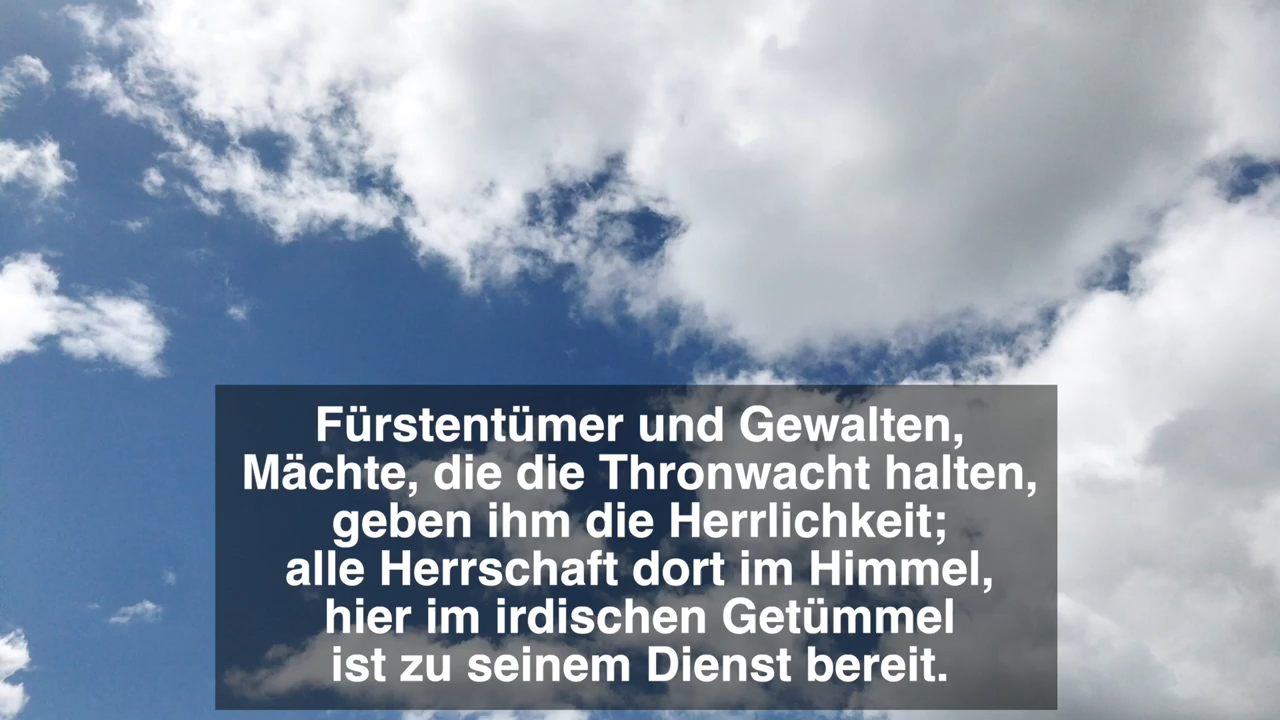 Fürstentümer und Gewalten,
Mächte, die die Thronwacht halten,
geben ihm die Herrlichkeit;
alle Herrschaft dort im Himmel,
hier im irdischen Getümmel
ist zu seinem Dienst bereit.